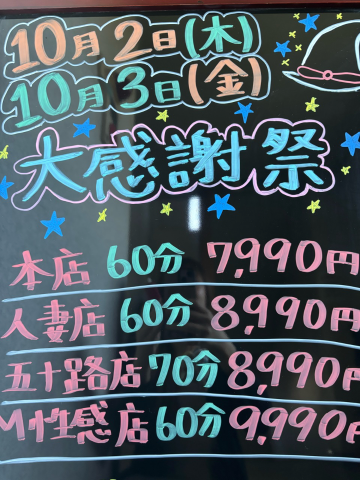 10月2日(木)
10月3日(金)
大感謝祭
本店 60分 7,990円
人妻店 60分 8,990円
五十路店 70分 8,990円
M性感店 60分 9,990円